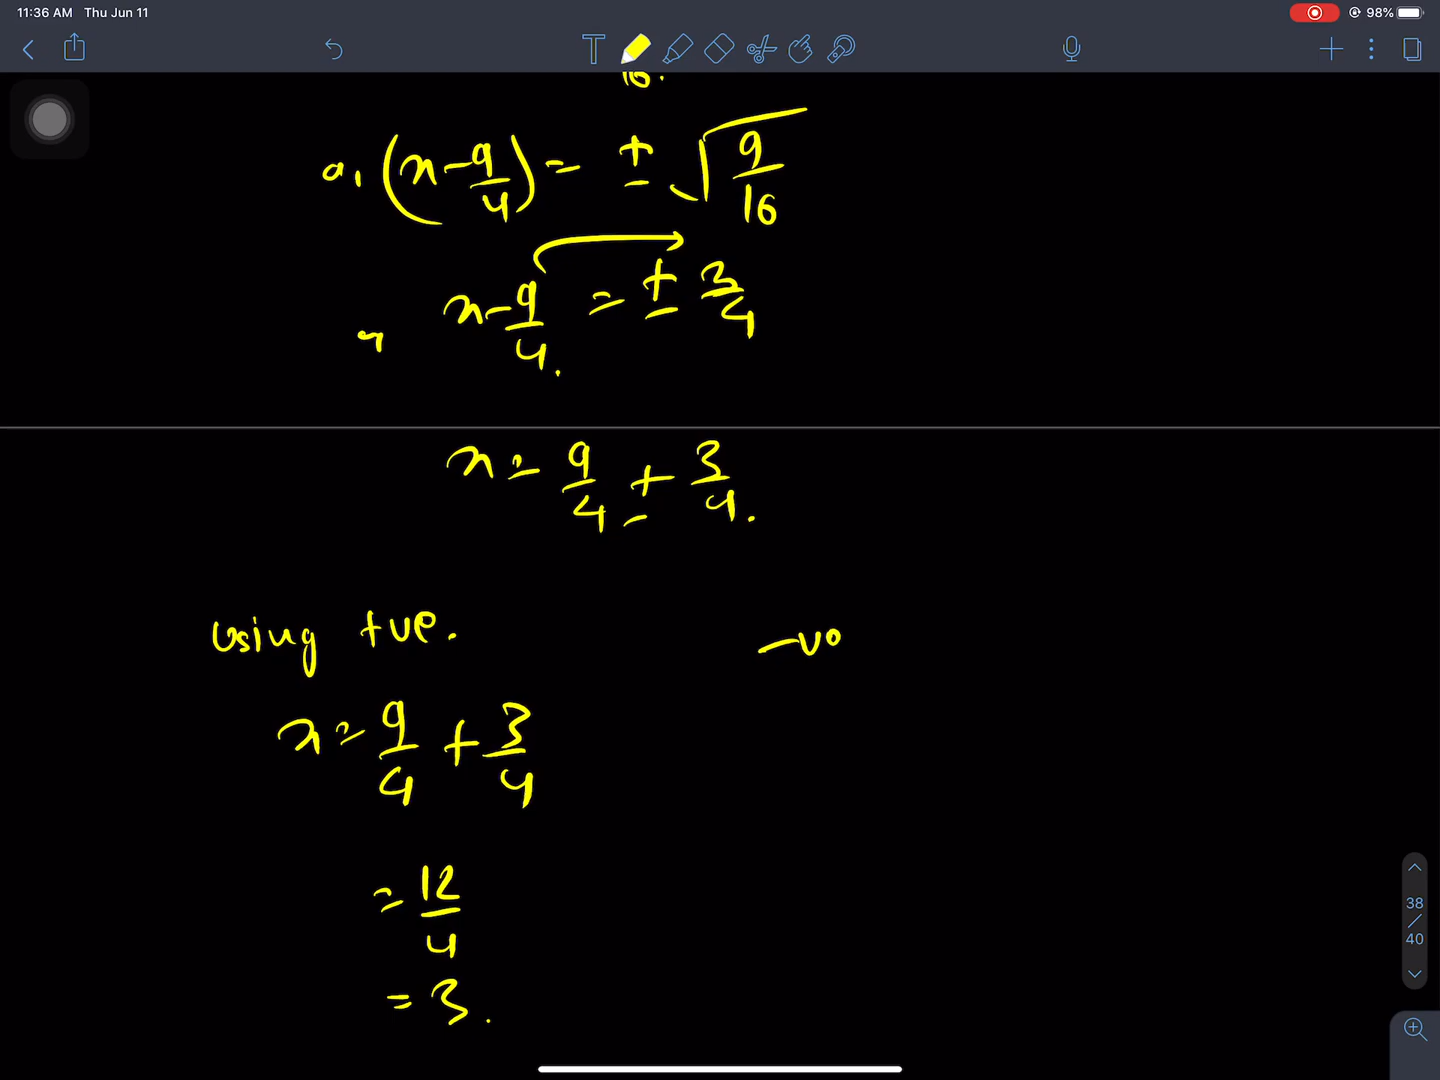 11:36 AM Thu Jun 11
98%
16.
a, (x - 9/4) = ± √(9/16)
x - 9/4. = ± 3/4
x = 9/4 ± 3/4.
using +ve.
-ve
x = 9/4 + 3/4
= 12/4
= 3.
38
/
40